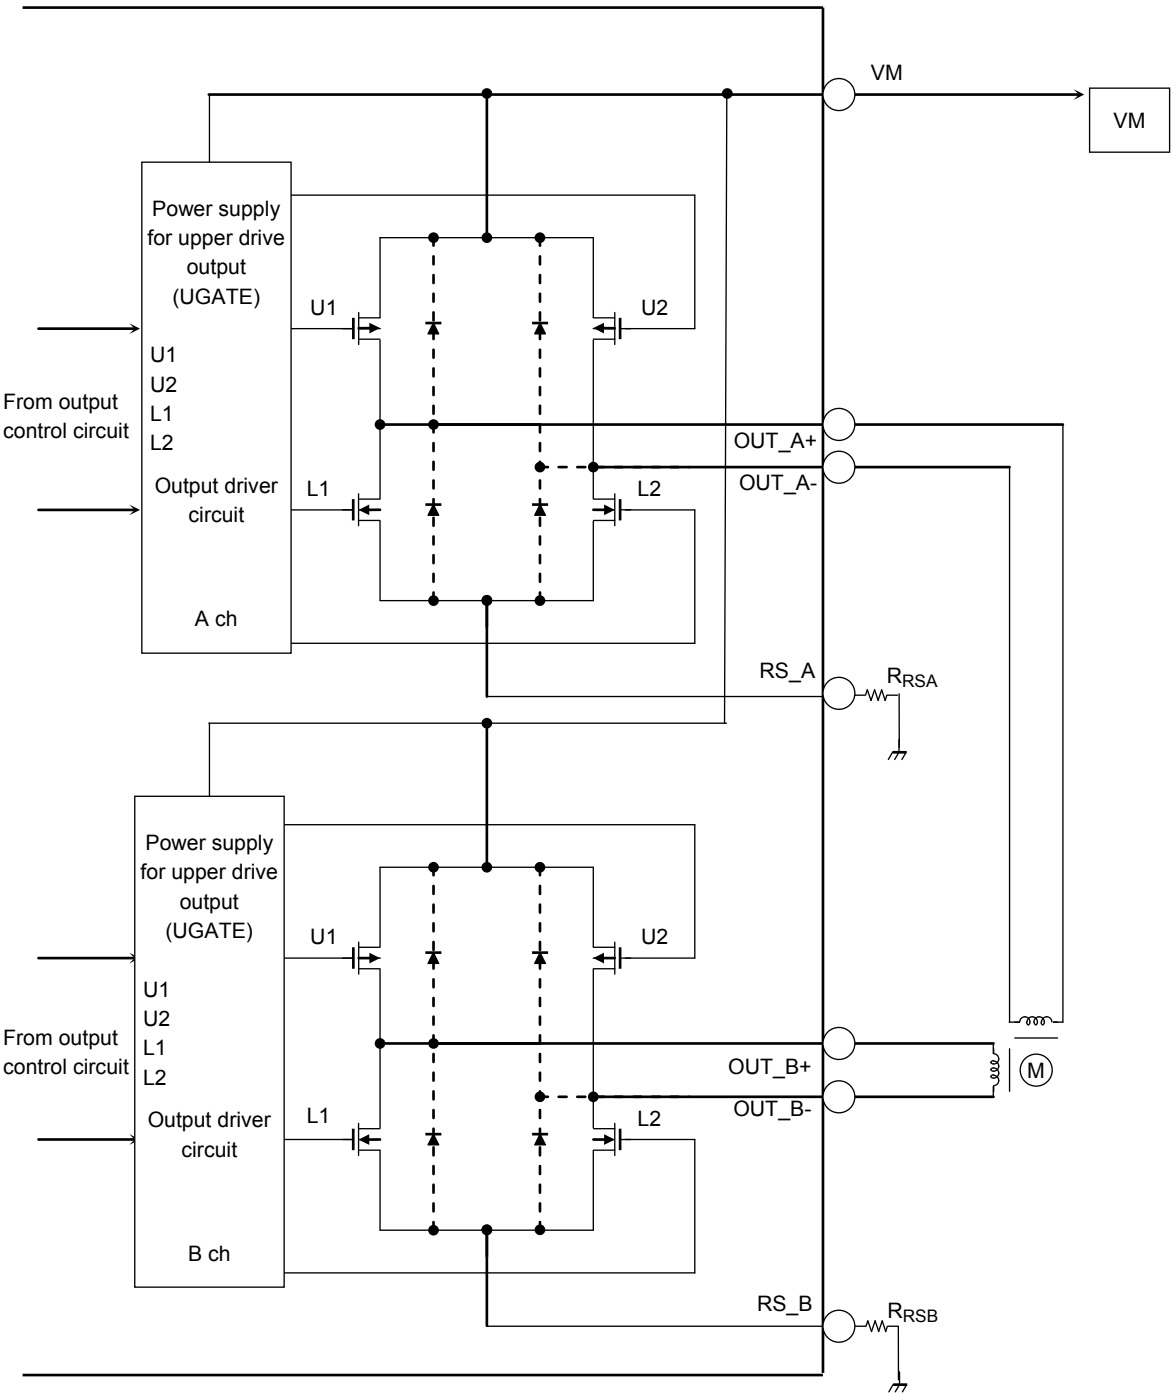 VM
VM
Power supply
for upper drive
output
(UGATE)
U1
U2
U1
U2
L1
L2
From output
control circuit
OUT_A+
OUT_A-
Output driver
circuit
L1
L2
A ch
RS_A
RRSA
Power supply
for upper drive
output
(UGATE)
U1
U2
U1
U2
L1
L2
From output
control circuit
OUT_B+
M
OUT_B-
Output driver
circuit
L1
L2
B ch
RS_B
RRSB